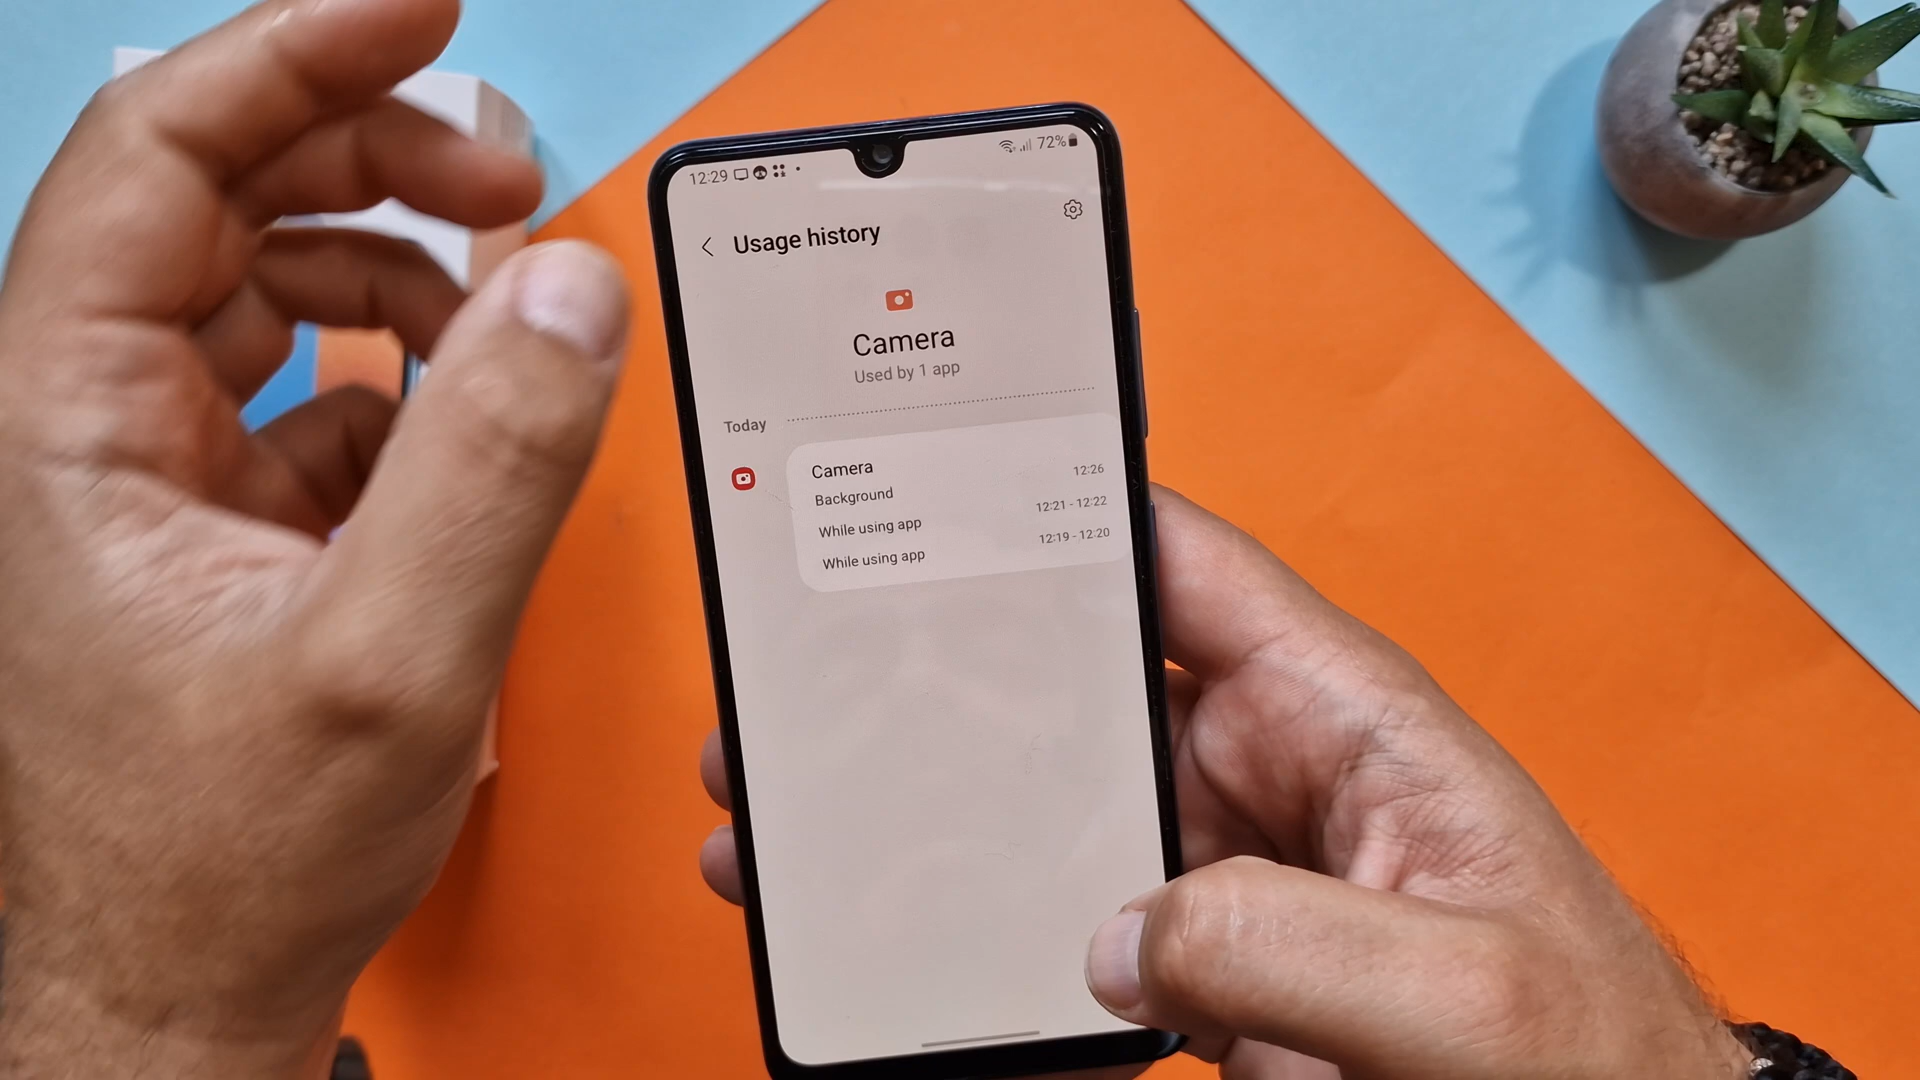 12:29
72%
Usage history
Camera
Used by 1 app
Today
Camera
Background 12:26
While using app 12:21 - 12:22
While using app 12:19 - 12:20